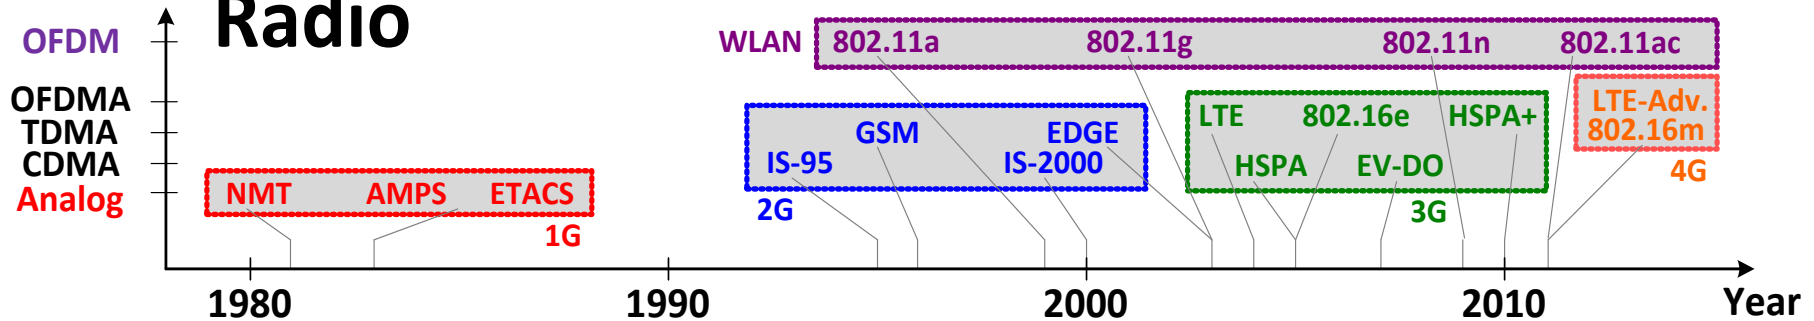 Radio
OFDM
WLAN 802.11a 802.11g 802.11n 802.11ac
OFDMA
TDMA
CDMA
Analog
NMT AMPS ETACS
1G
GSM EDGE
IS-95 IS-2000
2G
LTE 802.16e HSPA+
HSPA EV-DO
3G
LTE-Adv.
802.16m
4G
1980 1990 2000 2010 Year